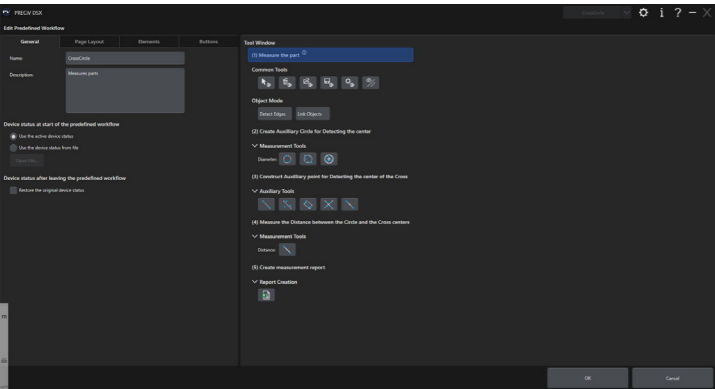 PRECiV DSX
CrossCircle
Edit Predefined Workflow
General
Page Layout
Elements
Buttons
Name:
CrossCircle
Description:
Measures parts
Device status at start of the predefined workflow
Use the active device status
Use the device status from file
Open file...
Device status after leaving the predefined workflow
Restore the original device status
Tool Window
(1) Measure the part
Common Tools
Object Mode
Detect Edges
Link Objects
(2) Create Auxilliary Circle for Detecting the center
Measurement Tools
Diameter:
(3) Construct Auxiliary point for Detecting the center of the Cross
Auxiliary Tools
(4) Measure the Distance between the Circle and the Cross centers
Measurement Tools
Distance:
(5) Create measurement report
Report Creation
OK
Cancel